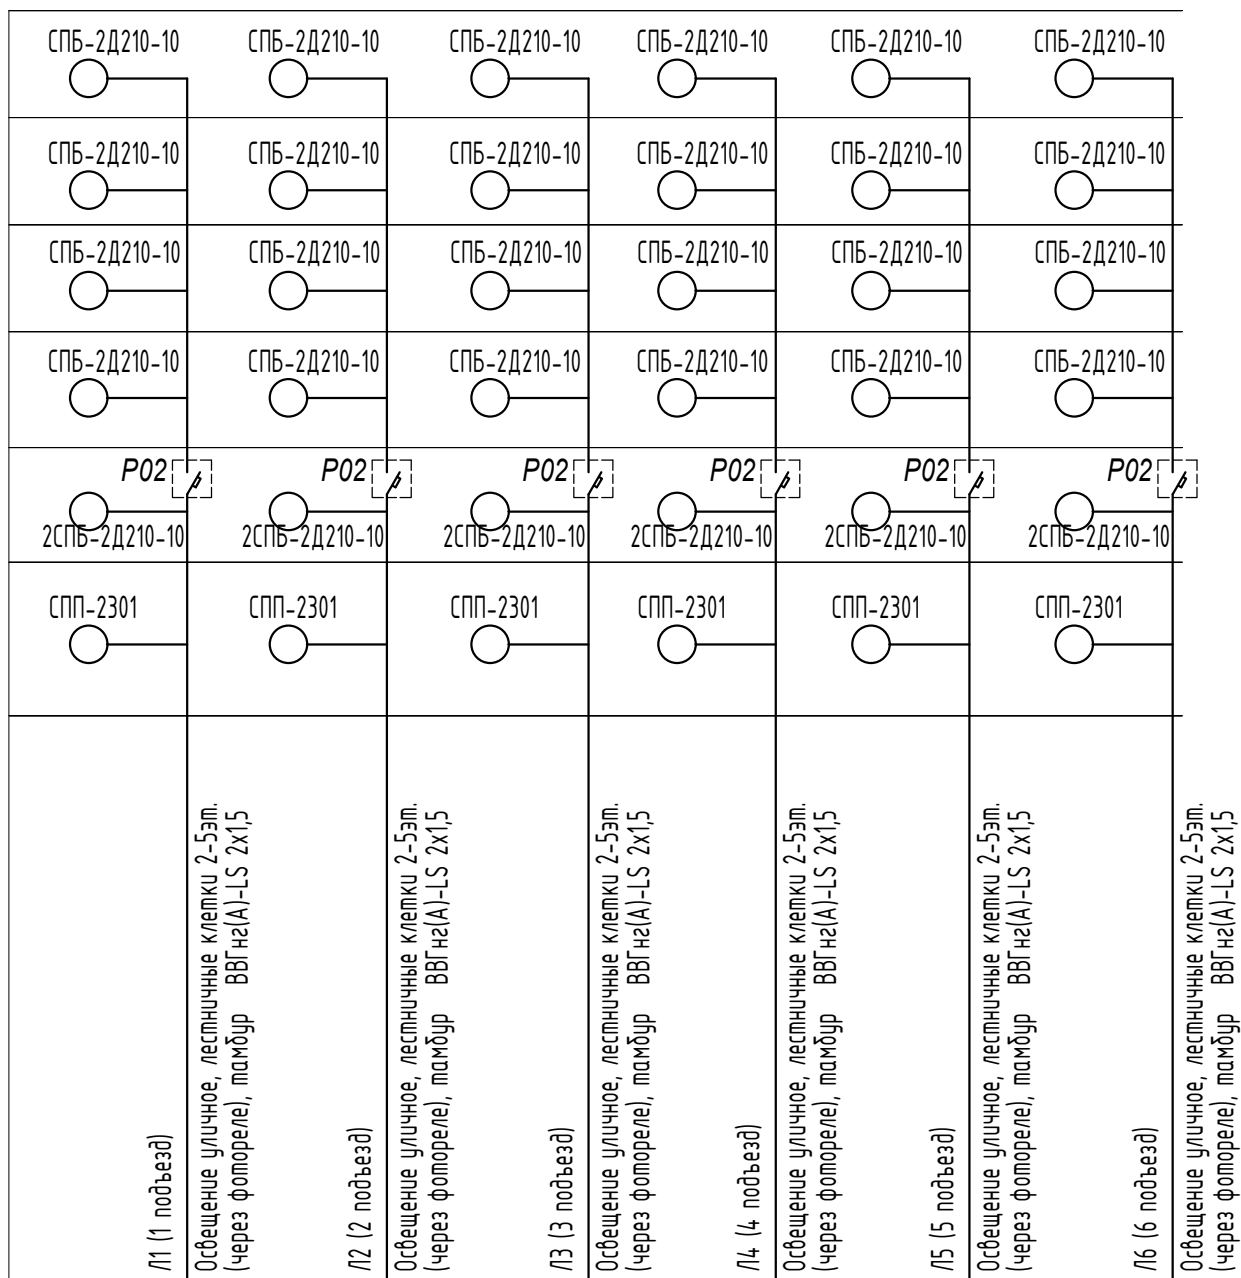 СПБ-2Д210-10 СПБ-2Д210-10 СПБ-2Д210-10 СПБ-2Д210-10 СПБ-2Д210-10 СПБ-2Д210-10
СПБ-2Д210-10 СПБ-2Д210-10 СПБ-2Д210-10 СПБ-2Д210-10 СПБ-2Д210-10 СПБ-2Д210-10
СПБ-2Д210-10 СПБ-2Д210-10 СПБ-2Д210-10 СПБ-2Д210-10 СПБ-2Д210-10 СПБ-2Д210-10
СПБ-2Д210-10 СПБ-2Д210-10 СПБ-2Д210-10 СПБ-2Д210-10 СПБ-2Д210-10 СПБ-2Д210-10
Р02 Р02 Р02 Р02 Р02 Р02
2СПБ-2Д210-10 2СПБ-2Д210-10 2СПБ-2Д210-10 2СПБ-2Д210-10 2СПБ-2Д210-10 2СПБ-2Д210-10
СПП-2301 СПП-2301 СПП-2301 СПП-2301 СПП-2301 СПП-2301
Л1 (1 подъезд)
Освещение уличное, лестничные клетки 2-5эт.
(через фотореле), тамбур ВВГнг(А)-LS 2х1,5
Л2 (2 подъезд)
Освещение уличное, лестничные клетки 2-5эт.
(через фотореле), тамбур ВВГнг(А)-LS 2х1,5
Л3 (3 подъезд)
Освещение уличное, лестничные клетки 2-5эт.
(через фотореле), тамбур ВВГнг(А)-LS 2х1,5
Л4 (4 подъезд)
Освещение уличное, лестничные клетки 2-5эт.
(через фотореле), тамбур ВВГнг(А)-LS 2х1,5
Л5 (5 подъезд)
Освещение уличное, лестничные клетки 2-5эт.
(через фотореле), тамбур ВВГнг(А)-LS 2х1,5
Л6 (6 подъезд)
Освещение уличное, лестничные клетки 2-5эт.
(через фотореле), тамбур ВВГнг(А)-LS 2х1,5